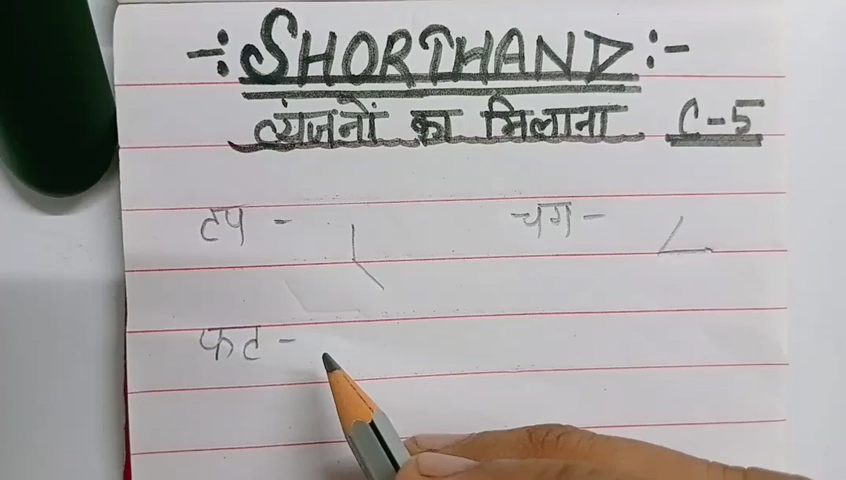 -: SHORTHAND :-
व्यंजनों का मिलाना C-5
टप - चग -
फट -